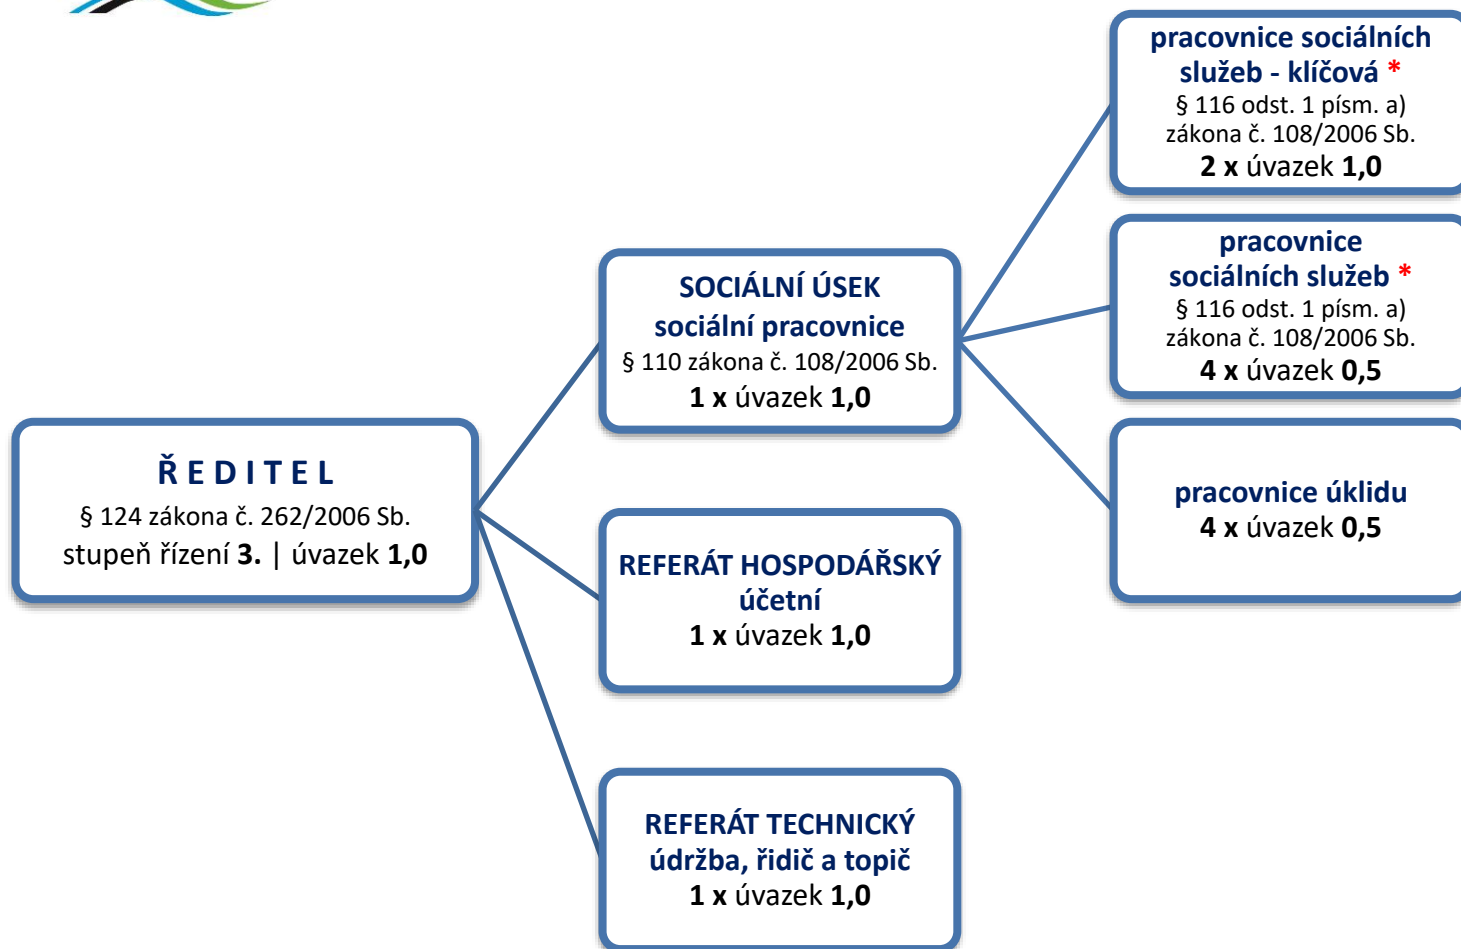 Ř E D I T E L
§ 124 zákona č. 262/2006 Sb.
stupeň řízení 3. | úvazek 1,0
SOCIÁLNÍ ÚSEK
sociální pracovnice
§ 110 zákona č. 108/2006 Sb.
1 x úvazek 1,0
REFERÁT HOSPODÁŘSKÝ
účetní
1 x úvazek 1,0
REFERÁT TECHNICKÝ
údržba, řidič a topič
1 x úvazek 1,0
pracovnice sociálních
služeb - klíčová *
§ 116 odst. 1 písm. a)
zákona č. 108/2006 Sb.
2 x úvazek 1,0
pracovnice
sociálních služeb *
§ 116 odst. 1 písm. a)
zákona č. 108/2006 Sb.
4 x úvazek 0,5
pracovnice úklidu
4 x úvazek 0,5